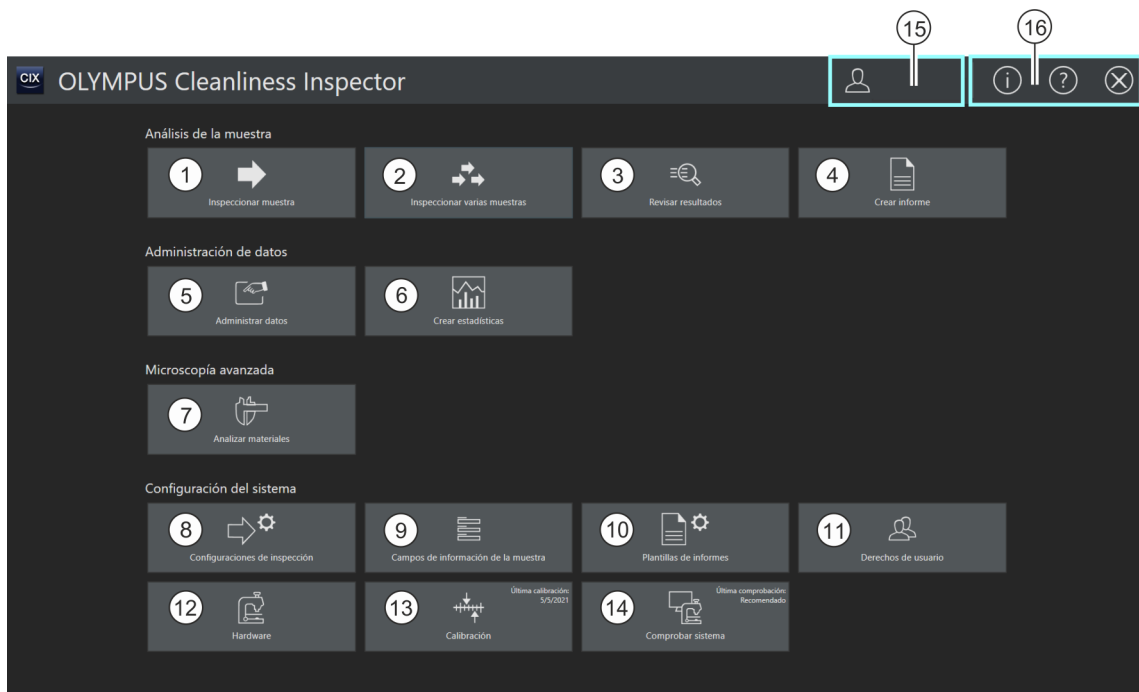 15
16
CIX
OLYMPUS Cleanliness Inspector
i
?
Análisis de la muestra
1
2
3
4
Inspeccionar muestra
Inspeccionar varias muestras
Revisar resultados
Crear informe
Administración de datos
5
6
Administrar datos
Crear estadísticas
Microscopía avanzada
7
Analizar materiales
Configuración del sistema
8
9
10
11
Configuraciones de inspección
Campos de información de la muestra
Plantillas de informes
Derechos de usuario
12
13
Última calibración:
5/5/2021
14
Última comprobación:
Recomendado
Hardware
Calibración
Comprobar sistema